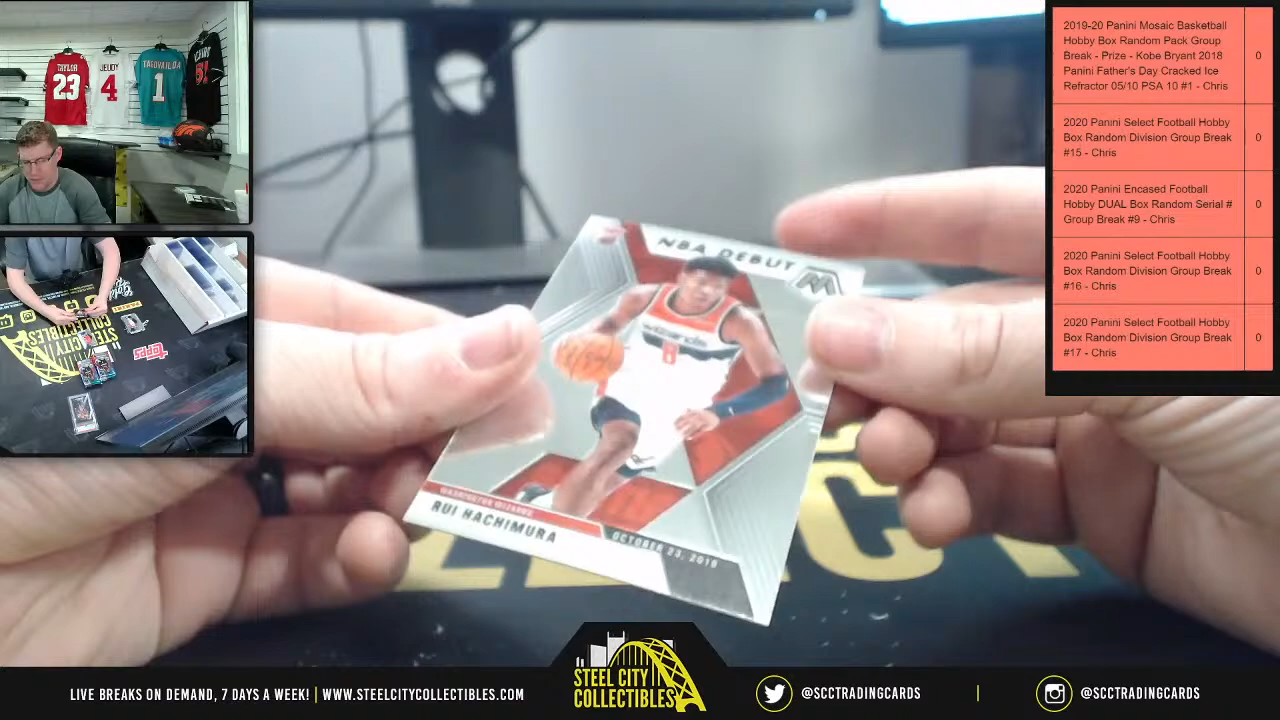 TAYLOR
23
JEUDY
4
TAGOVAILOA
1
2019-20 Panini Mosaic Basketball
Hobby Box Random Pack Group
Break - Prize - Kobe Bryant 2018
Panini Father's Day Cracked Ice
Refractor 05/10 PSA 10 #1 - Chris
0
2020 Panini Select Football Hobby
Box Random Division Group Break
#15 - Chris
0
2020 Panini Encased Football
Hobby DUAL Box Random Serial #
Group Break #9 - Chris
0
2020 Panini Select Football Hobby
Box Random Division Group Break
#16 - Chris
0
2020 Panini Select Football Hobby
Box Random Division Group Break
#17 - Chris
0
NBA DEBUT
wizards
8
WASHINGTON WIZARDS
RUI HACHIMURA
OCTOBER 23, 2019
topps
STEEL CITY
COLLECTIBLES
LIVE BREAKS ON DEMAND, 7 DAYS A WEEK! | WWW.STEELCITYCOLLECTIBLES.COM
@SCCTRADINGCARDS
@SCCTRADINGCARDS